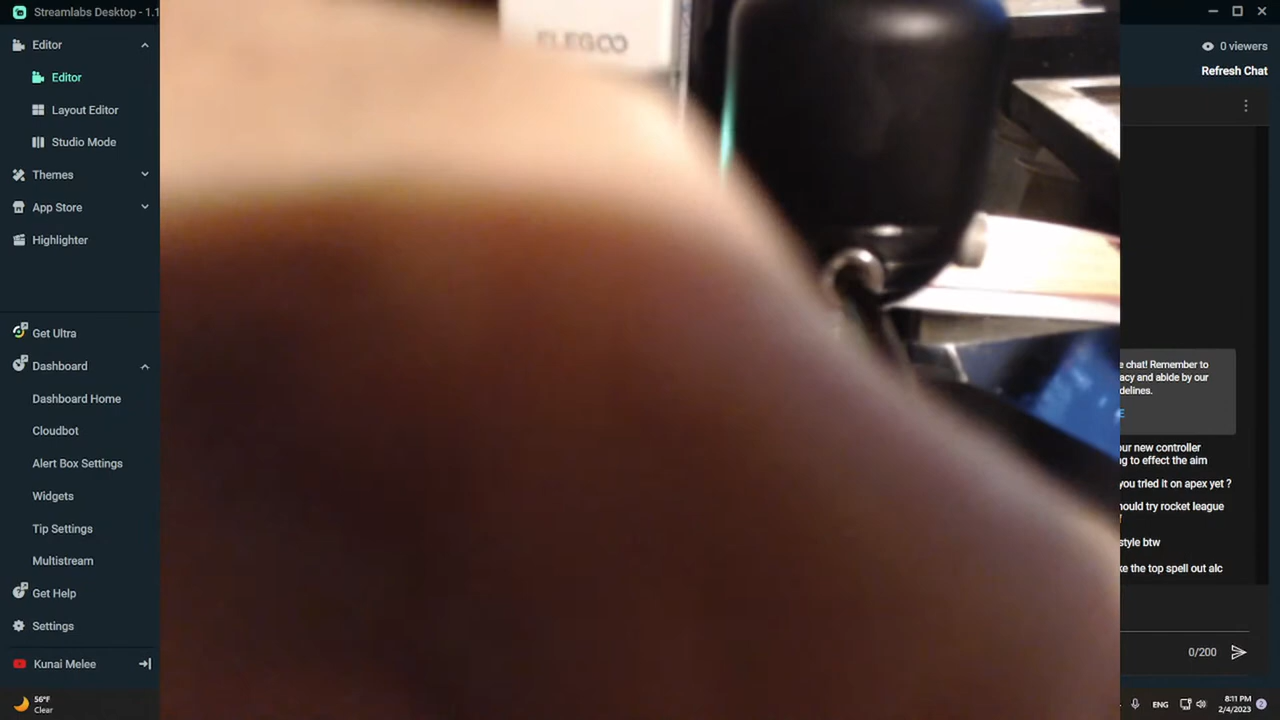 Streamlabs Desktop - 1.1
Editor
Editor
Layout Editor
Studio Mode
Themes
App Store
Highlighter
Get Ultra
Dashboard
Dashboard Home
Cloudbot
Alert Box Settings
Widgets
Tip Settings
Multistream
Get Help
Settings
Kunai Melee
56°F
Clear
ELEGOO
0 viewers
Refresh Chat
e chat! Remember to
acy and abide by our
delines.
E
ur new controller
g to effect the aim
you tried it on apex yet ?
hould try rocket league
style btw
ke the top spell out alc
0/200
ENG
8:11 PM
2/4/2023
2